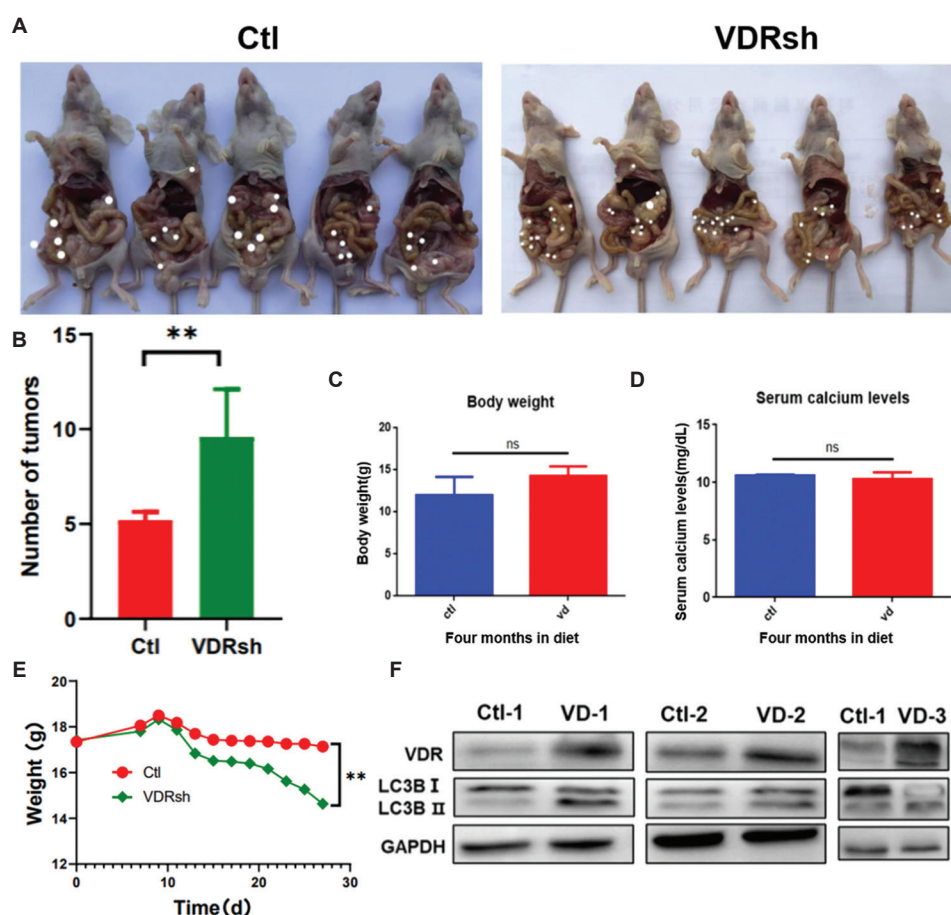 A
Ctl
VDRsh
B
15
10
5
0
Number of tumors
**
Ctl
VDRsh
C
Body weight
20
15
10
5
0
Body weight(g)
ns
ctl
vd
Four months in diet
D
Serum calcium levels
15
10
5
0
Serum calcium levels(mg/dL)
ns
ctl
vd
Four months in diet
E
20
18
16
14
12
Weight (g)
Ctl
VDRsh
**
0
10
20
30
Time(d)
F
Ctl-1 VD-1 Ctl-2 VD-2 Ctl-1 VD-3
VDR
LC3B I
LC3B II
GAPDH